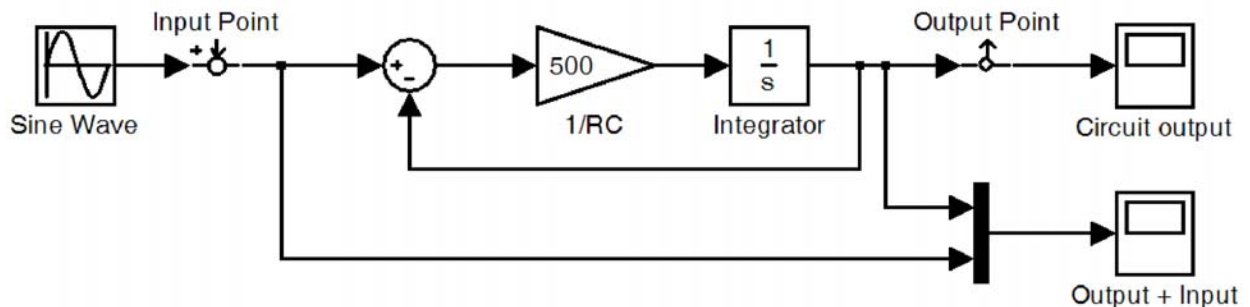 Input Point
Output Point
+
+
-
500
1
s
Sine Wave
1/RC
Integrator
Circuit output
Output + Input